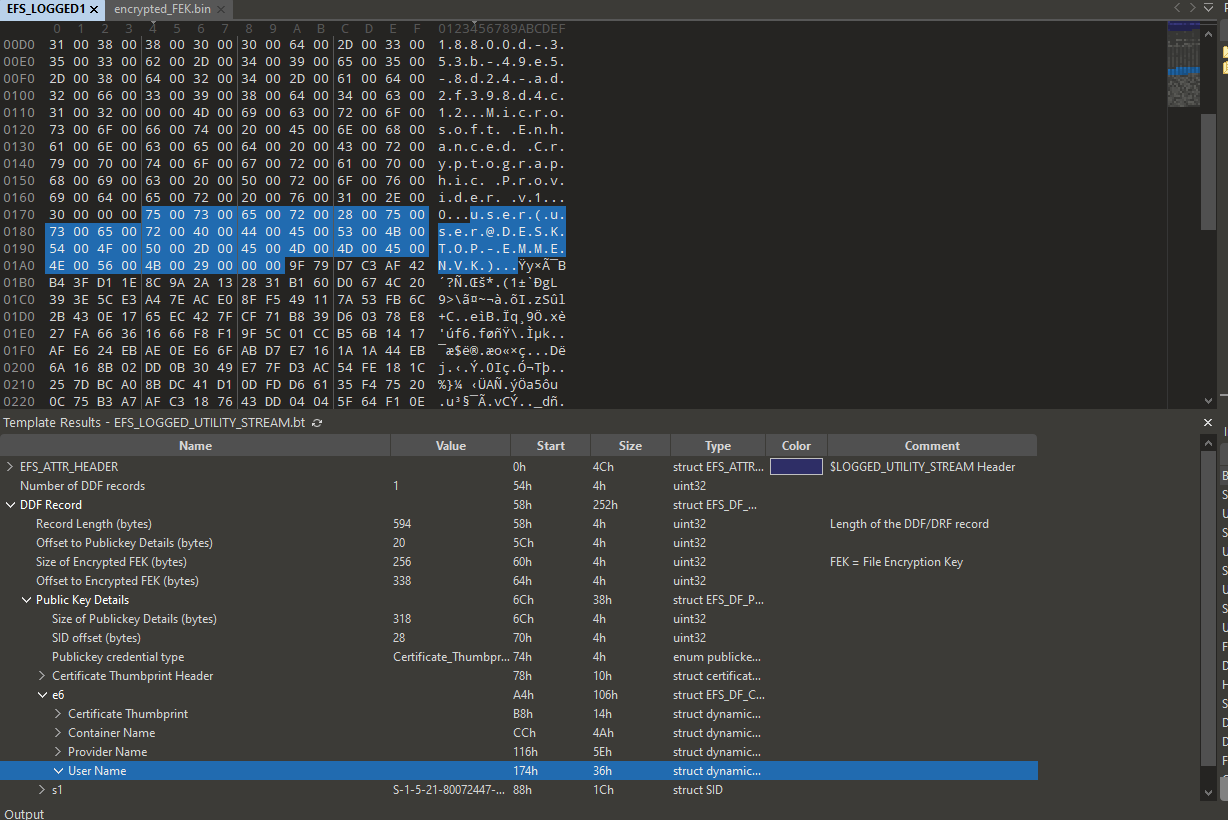 EFS_LOGGED1 × encrypted_FEK.bin ×
0 1 2 3 4 5 6 7 8 9 A B C D E F 0123456789ABCDEF
00D0 31 00 38 00 38 00 30 00 30 00 64 00 2D 00 33 00 1.8.8.0.0.d.-.3.
00E0 35 00 33 00 62 00 2D 00 34 00 39 00 65 00 35 00 5.3.b.-.4.9.e.5.
00F0 2D 00 38 00 64 00 32 00 34 00 2D 00 61 00 64 00 -.8.d.2.4.-.a.d.
0100 32 00 66 00 33 00 39 00 38 00 64 00 34 00 63 00 2.f.3.9.8.d.4.c.
0110 31 00 32 00 00 00 4D 00 69 00 63 00 72 00 6F 00 1.2...M.i.c.r.o.
0120 73 00 6F 00 66 00 74 00 20 00 45 00 6E 00 68 00 s.o.f.t. .E.n.h.
0130 61 00 6E 00 63 00 65 00 64 00 20 00 43 00 72 00 a.n.c.e.d. .C.r.
0140 79 00 70 00 74 00 6F 00 67 00 72 00 61 00 70 00 y.p.t.o.g.r.a.p.
0150 68 00 69 00 63 00 20 00 50 00 72 00 6F 00 76 00 h.i.c. .P.r.o.v.
0160 69 00 64 00 65 00 72 00 20 00 76 00 31 00 2E 00 i.d.e.r. .v.1...
0170 30 00 00 00 75 00 73 00 65 00 72 00 28 00 75 00 0...u.s.e.r.(.u.
0180 73 00 65 00 72 00 40 00 44 00 45 00 53 00 4B 00 s.e.r.@.D.E.S.K.
0190 54 00 4F 00 50 00 2D 00 45 00 4D 00 4D 00 45 00 T.O.P.-.E.M.M.E.
01A0 4E 00 56 00 4B 00 29 00 00 00 9F 79 D7 C3 AF 42 N.V.K.)...Ÿy×Ã¯B
01B0 B4 3F D1 1E 8C 9A 2A 13 28 31 B1 60 D0 67 4C 20 ´?Ñ.Œš*.(1±`ÐgL
01C0 39 3E 5C E3 A4 7E AC E0 8F F5 49 11 7A 53 FB 6C 9>\ã¤~¬à.õI.zSûl
01D0 2B 43 0E 17 65 EC 42 7F CF 71 B8 39 D6 03 78 E8 +C..eìB.Ïq¸9Ö.xè
01E0 27 FA 66 36 16 66 F8 F1 9F 5C 01 CC B5 6B 14 17 'úf6.føñŸ\.Ìµk..
01F0 AF E6 24 EB AE 0E E6 6F AB D7 E7 16 1A 1A 44 EB ¯æ$ë®.æo«×ç...Dë
0200 6A 16 8B 02 DD 0B 30 49 E7 7F D3 AC 54 FE 18 1C j.‹.Ý.0Iç.Ó¬Tþ..
0210 25 7D BC A0 8B DC 41 D1 0D FD D6 61 35 F4 75 20 %}¼ ‹ÜAÑ.ýÖa5ôu
0220 0C 75 B3 A7 AF C3 18 76 43 DD 04 04 5F 64 F1 0E .u³§¯Ã.vCÝ.._dñ.
Template Results - EFS_LOGGED_UTILITY_STREAM.bt
Name Value Start Size Type Color Comment
EFS_ATTR_HEADER 0h 4Ch struct EFS_ATTR... $LOGGED_UTILITY_STREAM Header
Number of DDF records 1 54h 4h uint32
DDF Record 58h 252h struct EFS_DF_...
Record Length (bytes) 594 58h 4h uint32 Length of the DDF/DRF record
Offset to Publickey Details (bytes) 20 5Ch 4h uint32
Size of Encrypted FEK (bytes) 256 60h 4h uint32 FEK = File Encryption Key
Offset to Encrypted FEK (bytes) 338 64h 4h uint32
Public Key Details 6Ch 38h struct EFS_DF_P...
Size of Publickey Details (bytes) 318 6Ch 4h uint32
SID offset (bytes) 28 70h 4h uint32
Publickey credential type Certificate_Thumbpr... 74h 4h enum publicke...
Certificate Thumbprint Header 78h 10h struct certificat...
e6 A4h 106h struct EFS_DF_C...
Certificate Thumbprint B8h 14h struct dynamic...
Container Name CCh 4Ah struct dynamic...
Provider Name 116h 5Eh struct dynamic...
User Name 174h 36h struct dynamic...
s1 S-1-5-21-80072447-... 88h 1Ch struct SID
Output